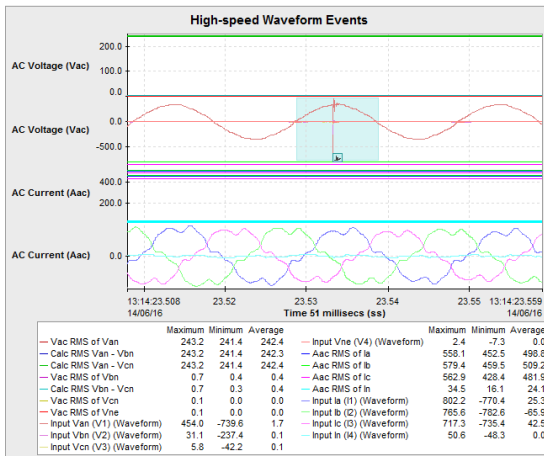 High-speed Waveform Events
AC Voltage (Vac)
200.0
100.0
0.0
AC Voltage (Vac)
0.0
-500.0
AC Current (Aac)
400.0
200.0
AC Current (Aac)
0.0
13:14:23.508 23.52 23.53 23.54 23.55 13:14:23.559
14/06/16 Time 51 millisecs (ss) 14/06/16
Maximum Minimum Average Maximum Minimum Average
Vac RMS of Van 243.2 241.4 242.4 Input Vne (V4) (Waveform) 2.4 -7.3 0.0
Calc RMS Van - Vbn 243.2 241.4 242.3 Aac RMS of Ia 558.1 452.5 498.8
Calc RMS Van - Vcn 243.2 241.2 242.4 Aac RMS of Ib 579.4 459.5 509.2
Vac RMS of Vbn 0.7 0.4 0.4 Aac RMS of Ic 562.9 428.4 481.9
Calc RMS Vbn - Vcn 0.7 0.3 0.4 Aac RMS of In 34.5 16.1 24.1
Vac RMS of Vcn 0.1 0.0 0.0 Input Ia (I1) (Waveform) 802.2 -770.4 25.3
Vac RMS of Vne 0.1 0.0 0.0 Input Ib (I2) (Waveform) 765.6 -782.6 -65.9
Input Van (V1) (Waveform) 454.0 -739.6 1.7 Input Ic (I3) (Waveform) 717.3 -735.4 42.5
Input Vbn (V2) (Waveform) 31.1 -237.4 0.1 Input In (I4) (Waveform) 50.6 -48.3 0.0
Input Vcn (V3) (Waveform) 5.8 -42.2 0.1